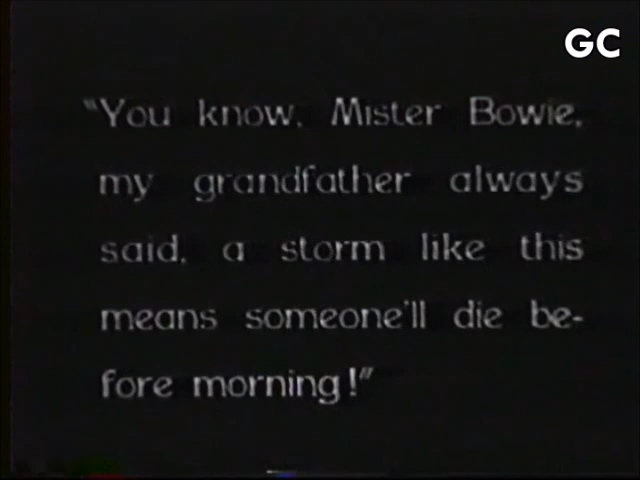 GC
"You know, Mister Bowie,
my grandfather always
said, a storm like this
means someone'll die be-
fore morning!"